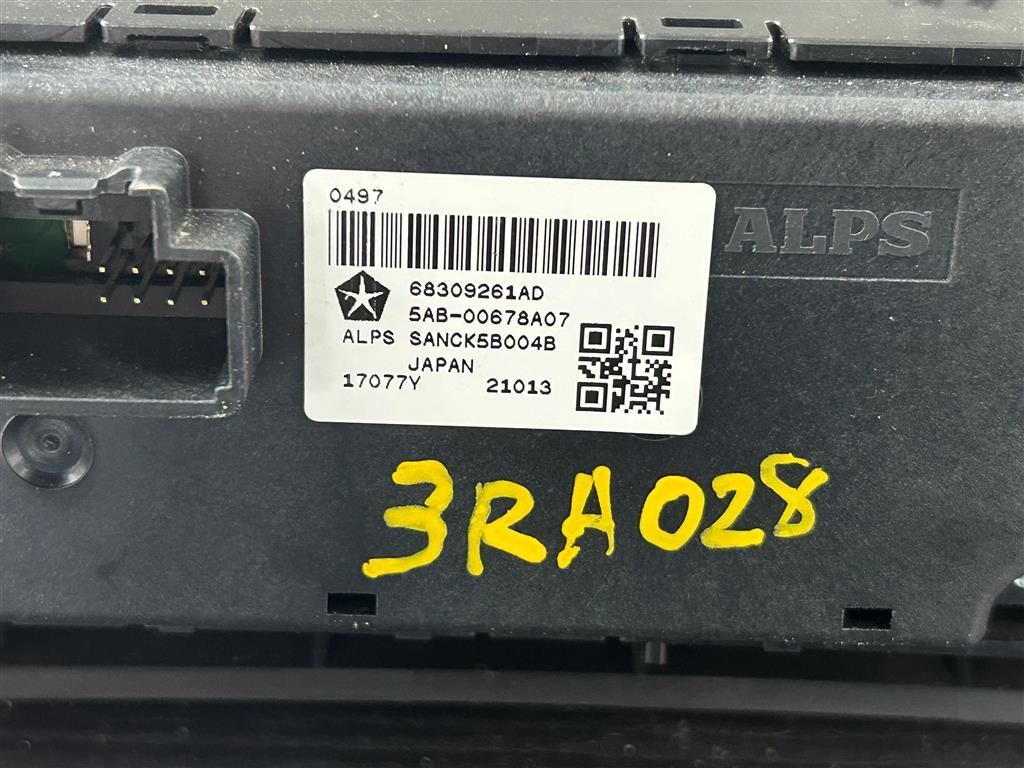 0497
ALPS
68309261AD
5AB-00678A07
ALPS SANCK5B004B
JAPAN
17077Y 21013
3RA028